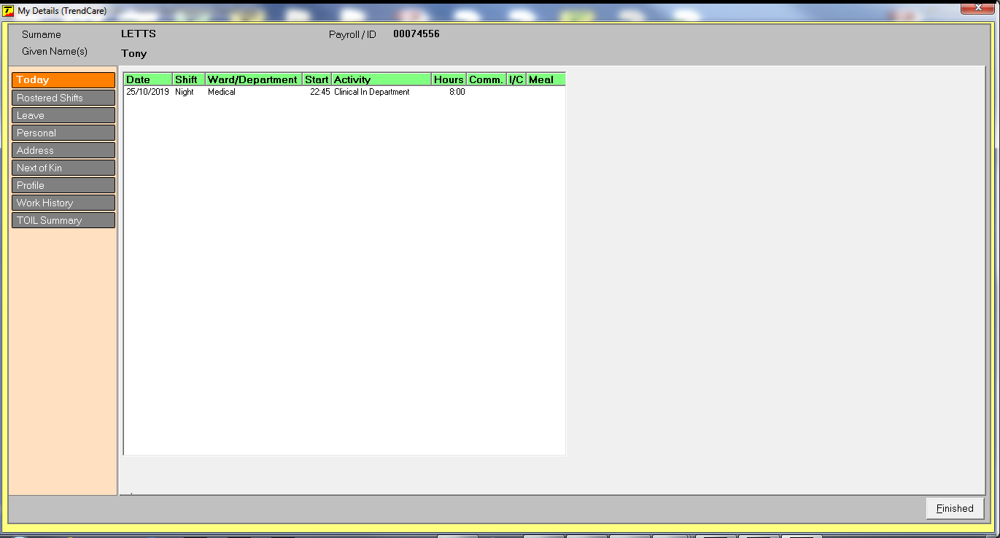 My Details (TrendCare)
Surname LETTS Payroll / ID 00074556
Given Name(s) Tony
Today
Rostered Shifts
Leave
Personal
Address
Next of Kin
Profile
Work History
TOIL Summary
Date Shift Ward/Department Start Activity Hours Comm. I/C Meal
25/10/2019 Night Medical 22:45 Clinical In Department 8:00
Finished